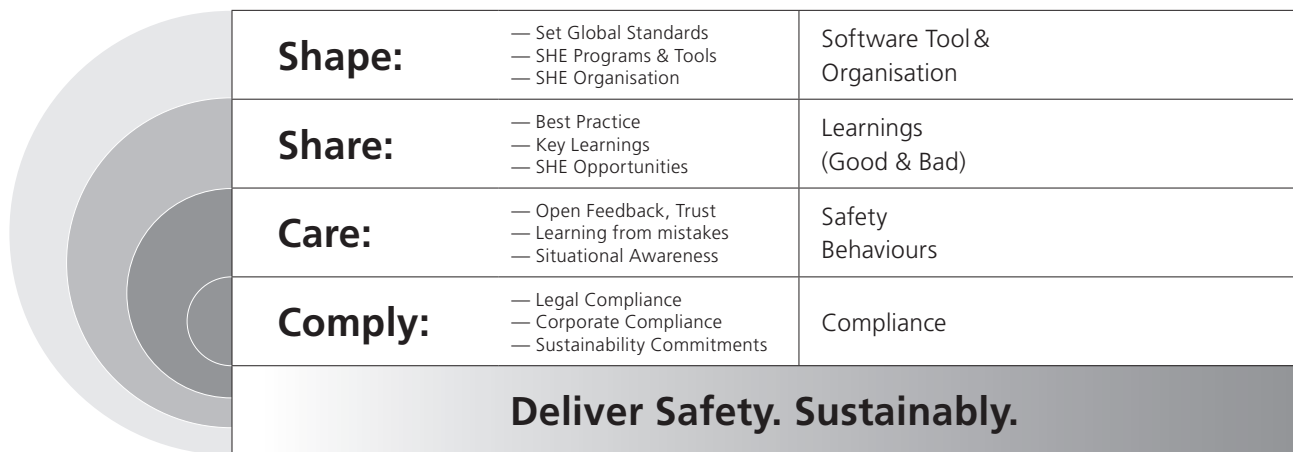 Shape:
— Set Global Standards
— SHE Programs & Tools
— SHE Organisation
Software Tool &
Organisation
Share:
— Best Practice
— Key Learnings
— SHE Opportunities
Learnings
(Good & Bad)
Care:
— Open Feedback, Trust
— Learning from mistakes
— Situational Awareness
Safety
Behaviours
Comply:
— Legal Compliance
— Corporate Compliance
— Sustainability Commitments
Compliance
Deliver Safety. Sustainably.